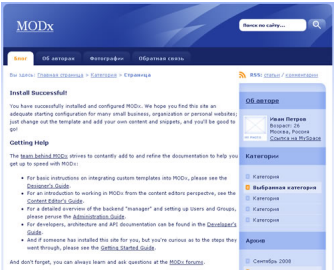 MODx
Поиск по сайту...
Блог
Об авторах
Фотографии
Обратная связь
Вы здесь: Главная страница > Категория > Страница
RSS: статьи / комментарии
Install Successful!
You have successfully installed and configured MODx. We hope you find this site an
adequate starting configuration for many small business, organization or personal websites;
just change out the template and add your own content and snippets, and you'll be good to
go!
Getting Help
The team behind MODx strives to contantly add to and refine the documentation to help you
get up to speed with MODx:
• For basic instructions on integrating custom templates into MODx, please see the
Designer's Guide.
• For an introduction to working in MODx from the content editors perspective, see the
Content Editor's Guide.
• For a detailed overview of the backend "manager" and setting up Users and Groups,
please peruse the Administration Guide.
• For developers, architecture and API documentation can be found in the Developer's
Guide.
• And if someone has installed this site for you, but you're curious as to the steps they
went through, please see the Getting Started Guide.
And don't forget, you can always learn and ask questions at the MODx forums.
Об авторе
Иван Петров
Возраст: 26
Москва, Россия
Ссылка на MySpace
Категории
Категория
Выбранная категория
Категория
Категория
Категория
Архив
Сентябрь 2008